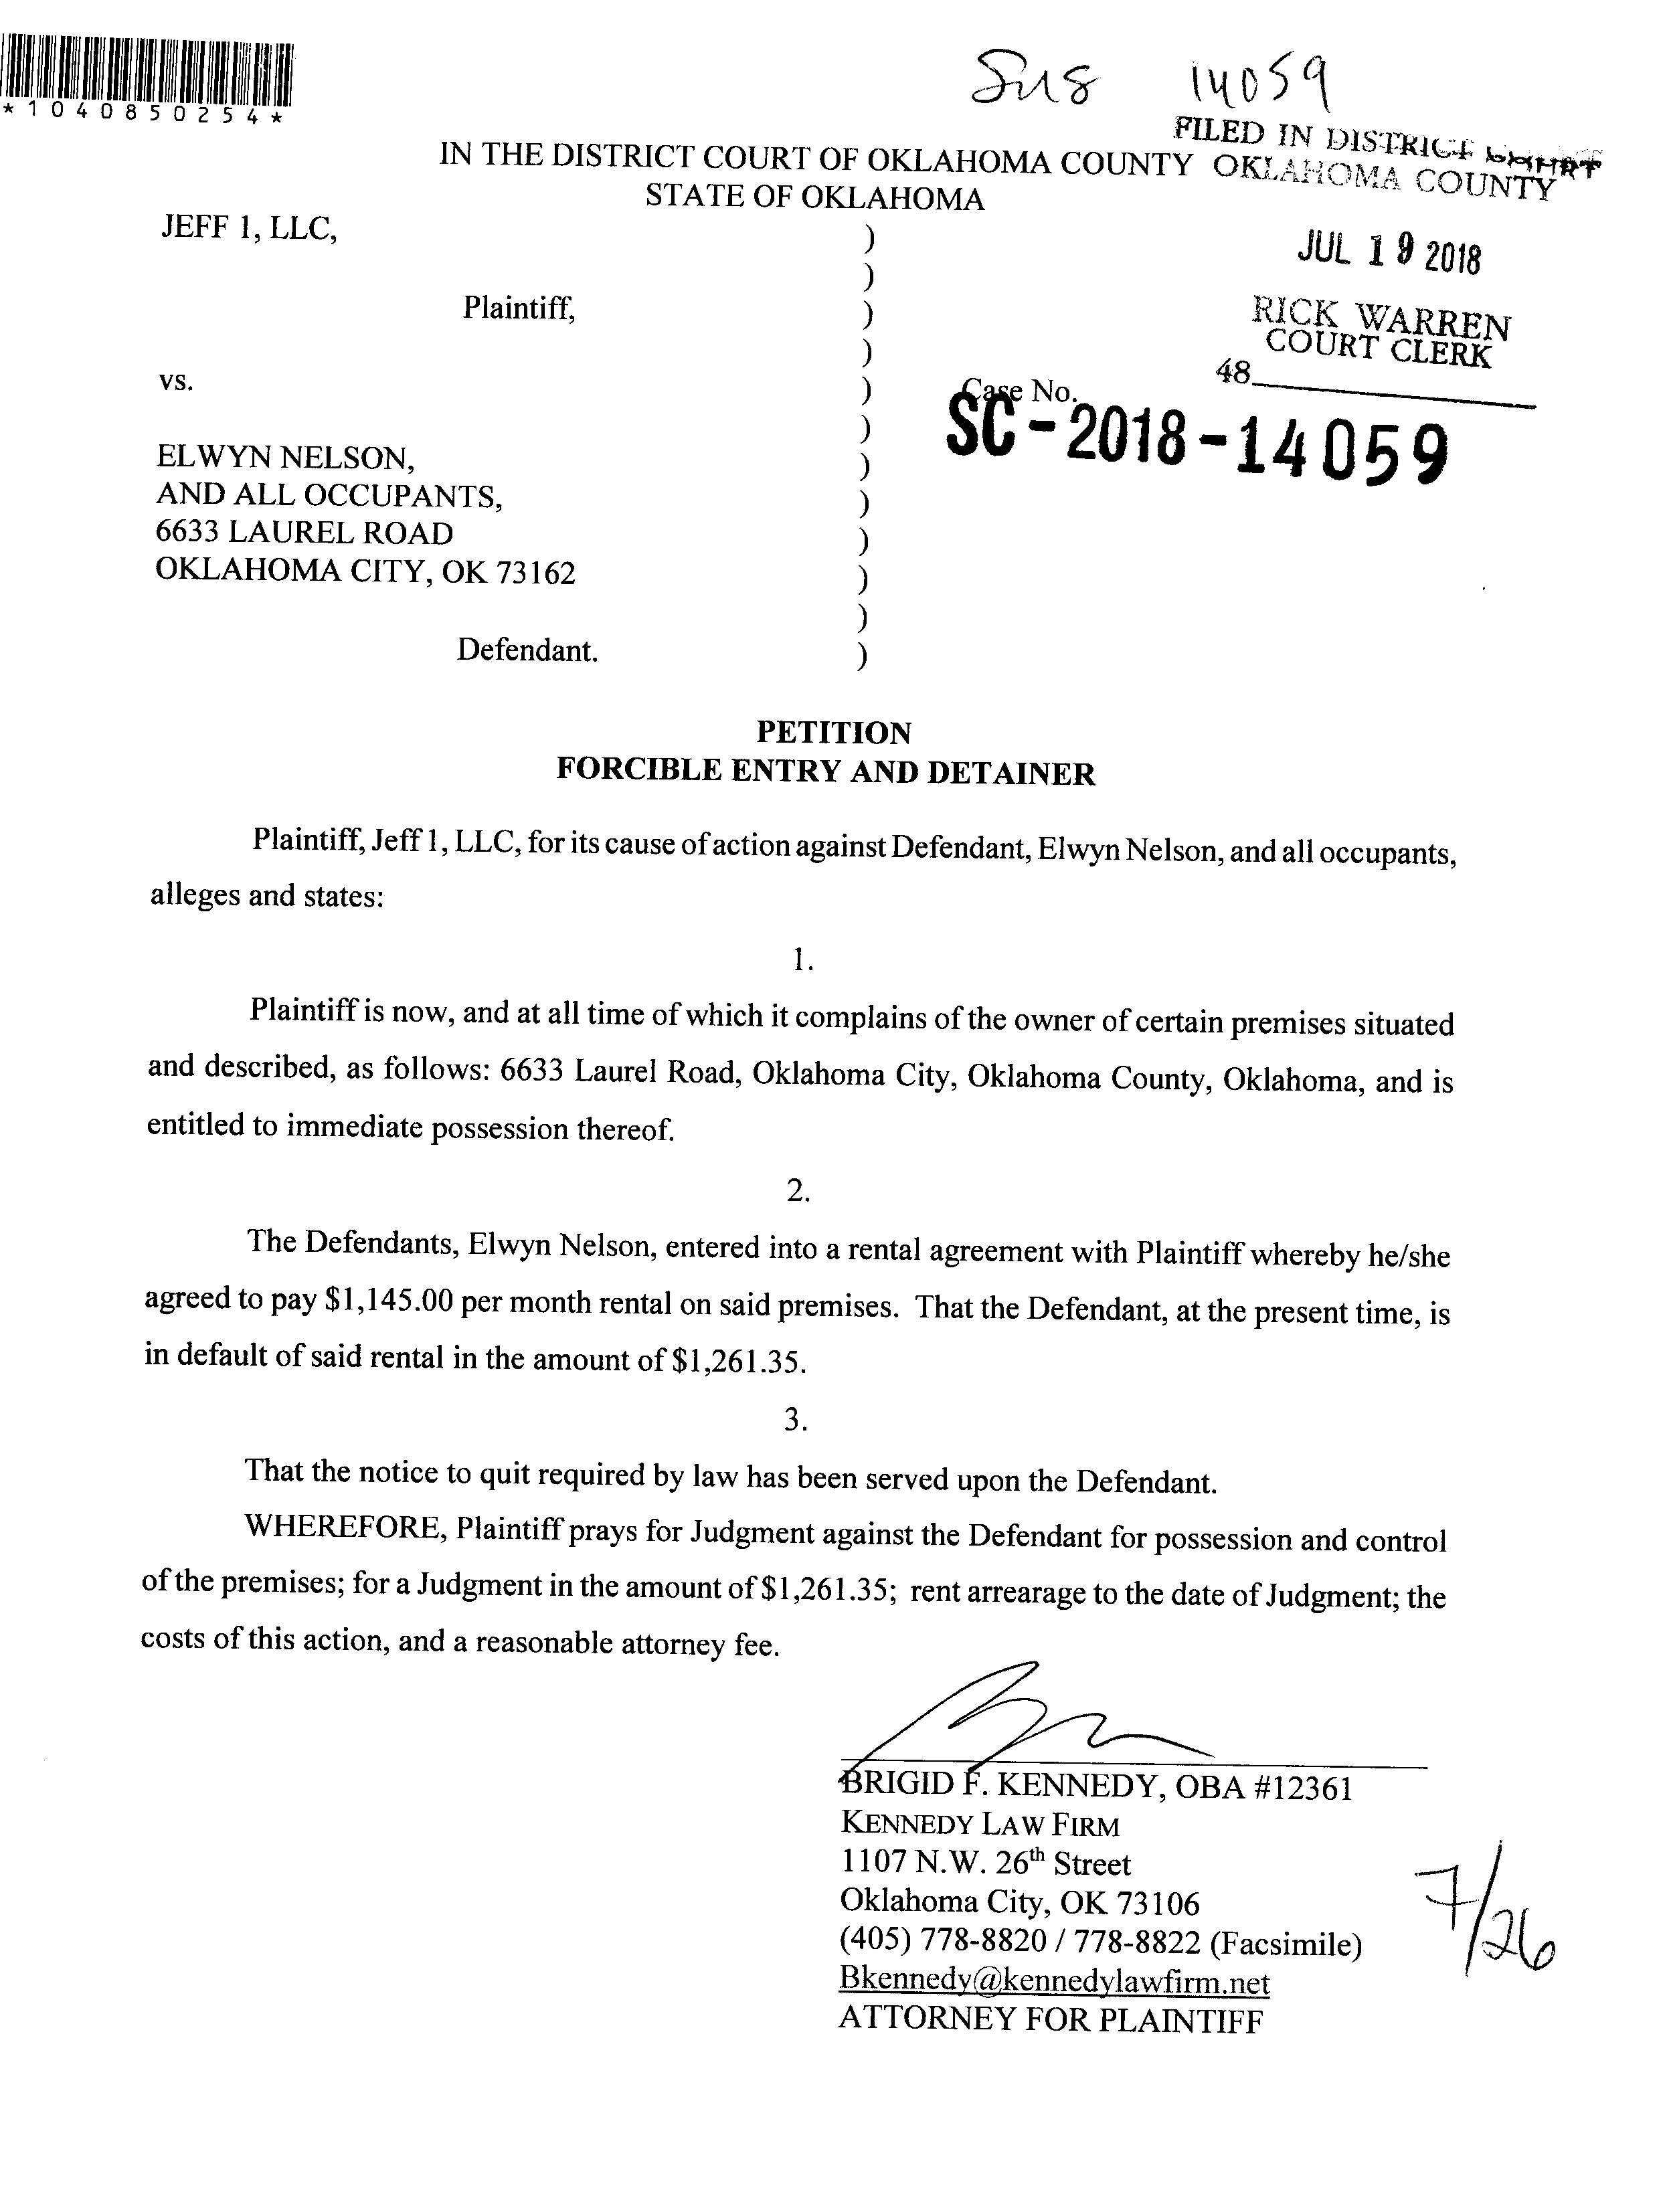 *1040850254*
14059
FILED IN DISTRICT COURT
OKLAHOMA COUNTY
IN THE DISTRICT COURT OF OKLAHOMA COUNTY
STATE OF OKLAHOMA
JEFF 1, LLC, )
)
JUL 19 2018
Plaintiff, )
RICK WARREN
COURT CLERK
)
48
vs. )
Case No.
SC-2018-14059
)
ELWYN NELSON, )
AND ALL OCCUPANTS, )
6633 LAUREL ROAD )
OKLAHOMA CITY, OK 73162 )
)
Defendant. )
PETITION
FORCIBLE ENTRY AND DETAINER
Plaintiff, Jeff 1, LLC, for its cause of action against Defendant, Elwyn Nelson, and all occupants,
alleges and states:
1.
Plaintiff is now, and at all time of which it complains of the owner of certain premises situated
and described, as follows: 6633 Laurel Road, Oklahoma City, Oklahoma County, Oklahoma, and is
entitled to immediate possession thereof.
2.
The Defendants, Elwyn Nelson, entered into a rental agreement with Plaintiff whereby he/she
agreed to pay $1,145.00 per month rental on said premises. That the Defendant, at the present time, is
in default of said rental in the amount of $1,261.35.
3.
That the notice to quit required by law has been served upon the Defendant.
WHEREFORE, Plaintiff prays for Judgment against the Defendant for possession and control
of the premises; for a Judgment in the amount of $1,261.35; rent arrearage to the date of Judgment; the
costs of this action, and a reasonable attorney fee.
BRIGID F. KENNEDY, OBA #12361
KENNEDY LAW FIRM
1107 N.W. 26th Street
Oklahoma City, OK 73106
(405) 778-8820 / 778-8822 (Facsimile)
Bkennedy@kennedylawfirm.net
ATTORNEY FOR PLAINTIFF
7/26